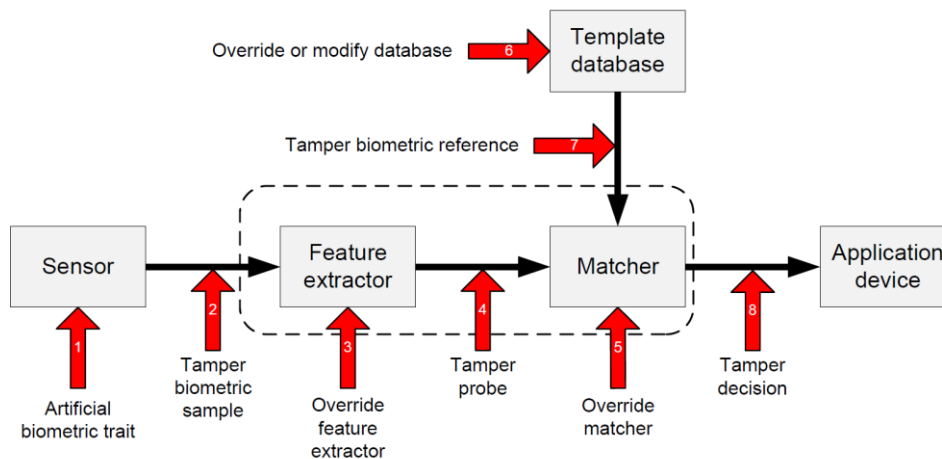 Override or modify database
6
Template
database
Tamper biometric reference
7
Sensor
Feature
extractor
Matcher
Application
device
1
2
3
4
5
8
Artificial
biometric trait
Tamper
biometric
sample
Override
feature
extractor
Tamper
probe
Override
matcher
Tamper
decision